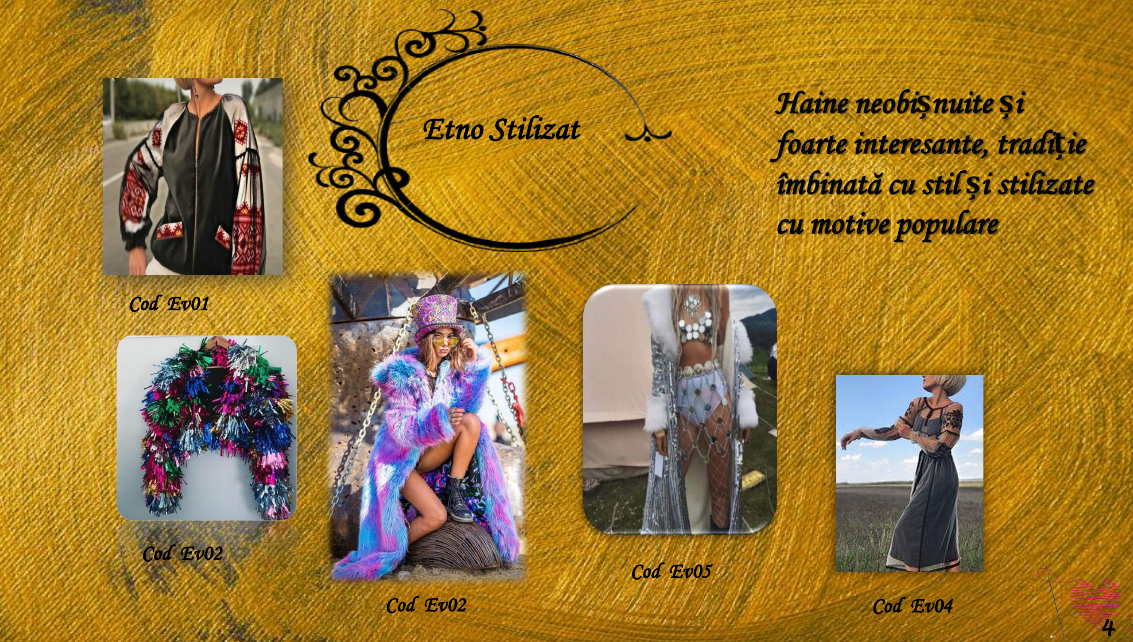 Etno Stilizat
Haine neobișnuite și
foarte interesante, tradiție
îmbinată cu stil și stilizate
cu motive populare
Cod Ev01
Cod Ev02
Cod Ev02
Cod Ev05
Cod Ev04
4